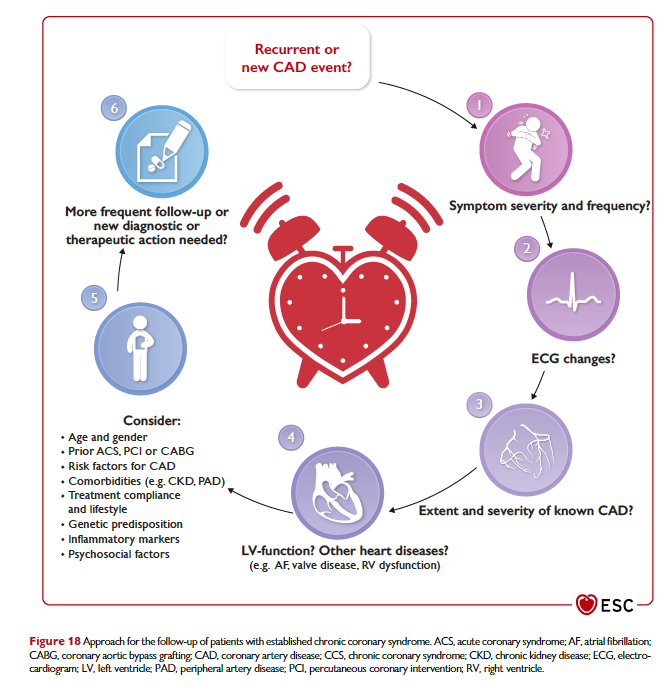 Recurrent or
new CAD event?
1
Symptom severity and frequency?
2
ECG changes?
3
Extent and severity of known CAD?
4
LV-function? Other heart diseases?
(e.g. AF, valve disease, RV dysfunction)
5
Consider:
• Age and gender
• Prior ACS, PCI or CABG
• Risk factors for CAD
• Comorbidities (e.g. CKD, PAD)
• Treatment compliance
and lifestyle
• Genetic predisposition
• Inflammatory markers
• Psychosocial factors
6
More frequent follow-up or
new diagnostic or
therapeutic action needed?
ESC
Figure 18 Approach for the follow-up of patients with established chronic coronary syndrome. ACS, acute coronary syndrome; AF, atrial fibrillation;
CABG, coronary aortic bypass grafting; CAD, coronary artery disease; CCS, chronic coronary syndrome; CKD, chronic kidney disease; ECG, electro-
cardiogram; LV, left ventricle; PAD, peripheral artery disease; PCI, percutaneous coronary intervention; RV, right ventricle.